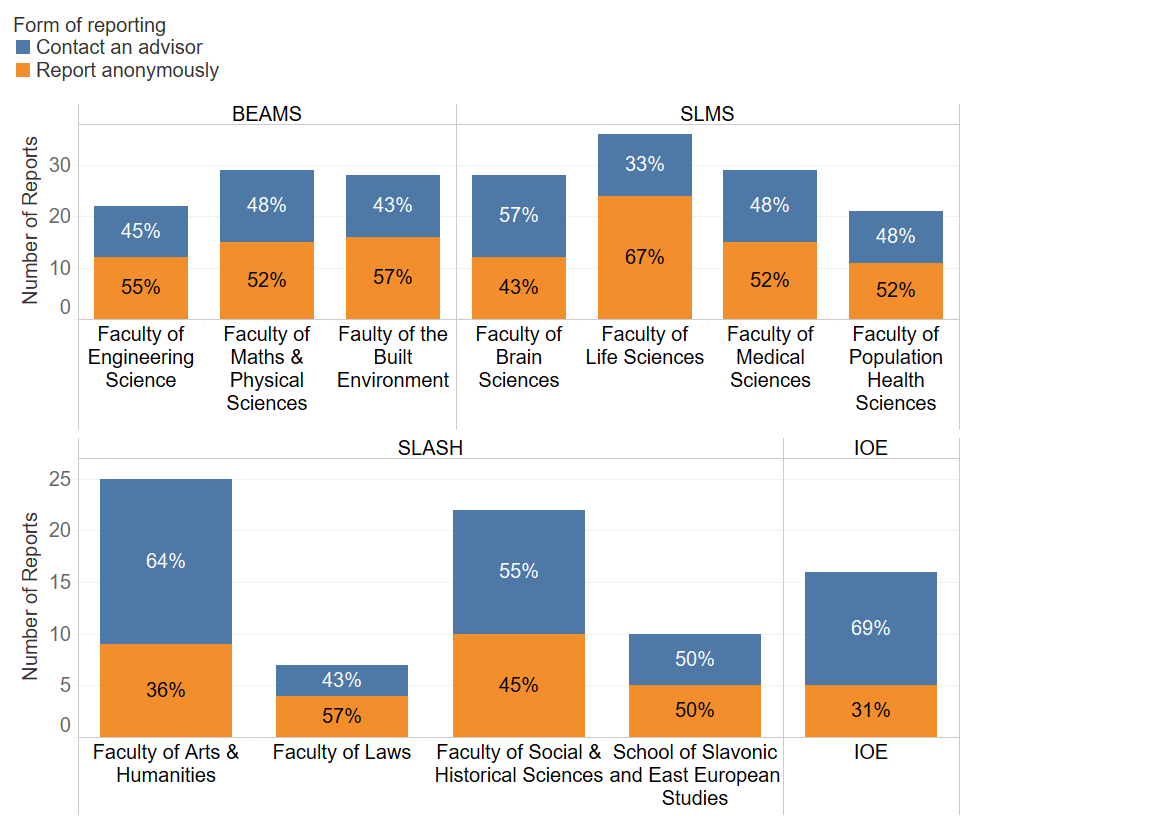 Form of reporting
Contact an advisor
Report anonymously
BEAMS
SLMS
Number of Reports
30
20
10
0
45%
55%
48%
52%
43%
57%
57%
43%
33%
67%
48%
52%
48%
52%
Faculty of
Engineering
Science
Faculty of
Maths &
Physical
Sciences
Faulty of the
Built
Environment
Faculty of
Brain
Sciences
Faculty of
Life Sciences
Faculty of
Medical
Sciences
Faculty of
Population
Health
Sciences
SLASH
IOE
Number of Reports
25
20
15
10
5
0
64%
36%
43%
57%
55%
45%
50%
50%
69%
31%
Faculty of Arts &
Humanities
Faculty of Laws
Faculty of Social &
Historical Sciences
School of Slavonic
and East European
Studies
IOE